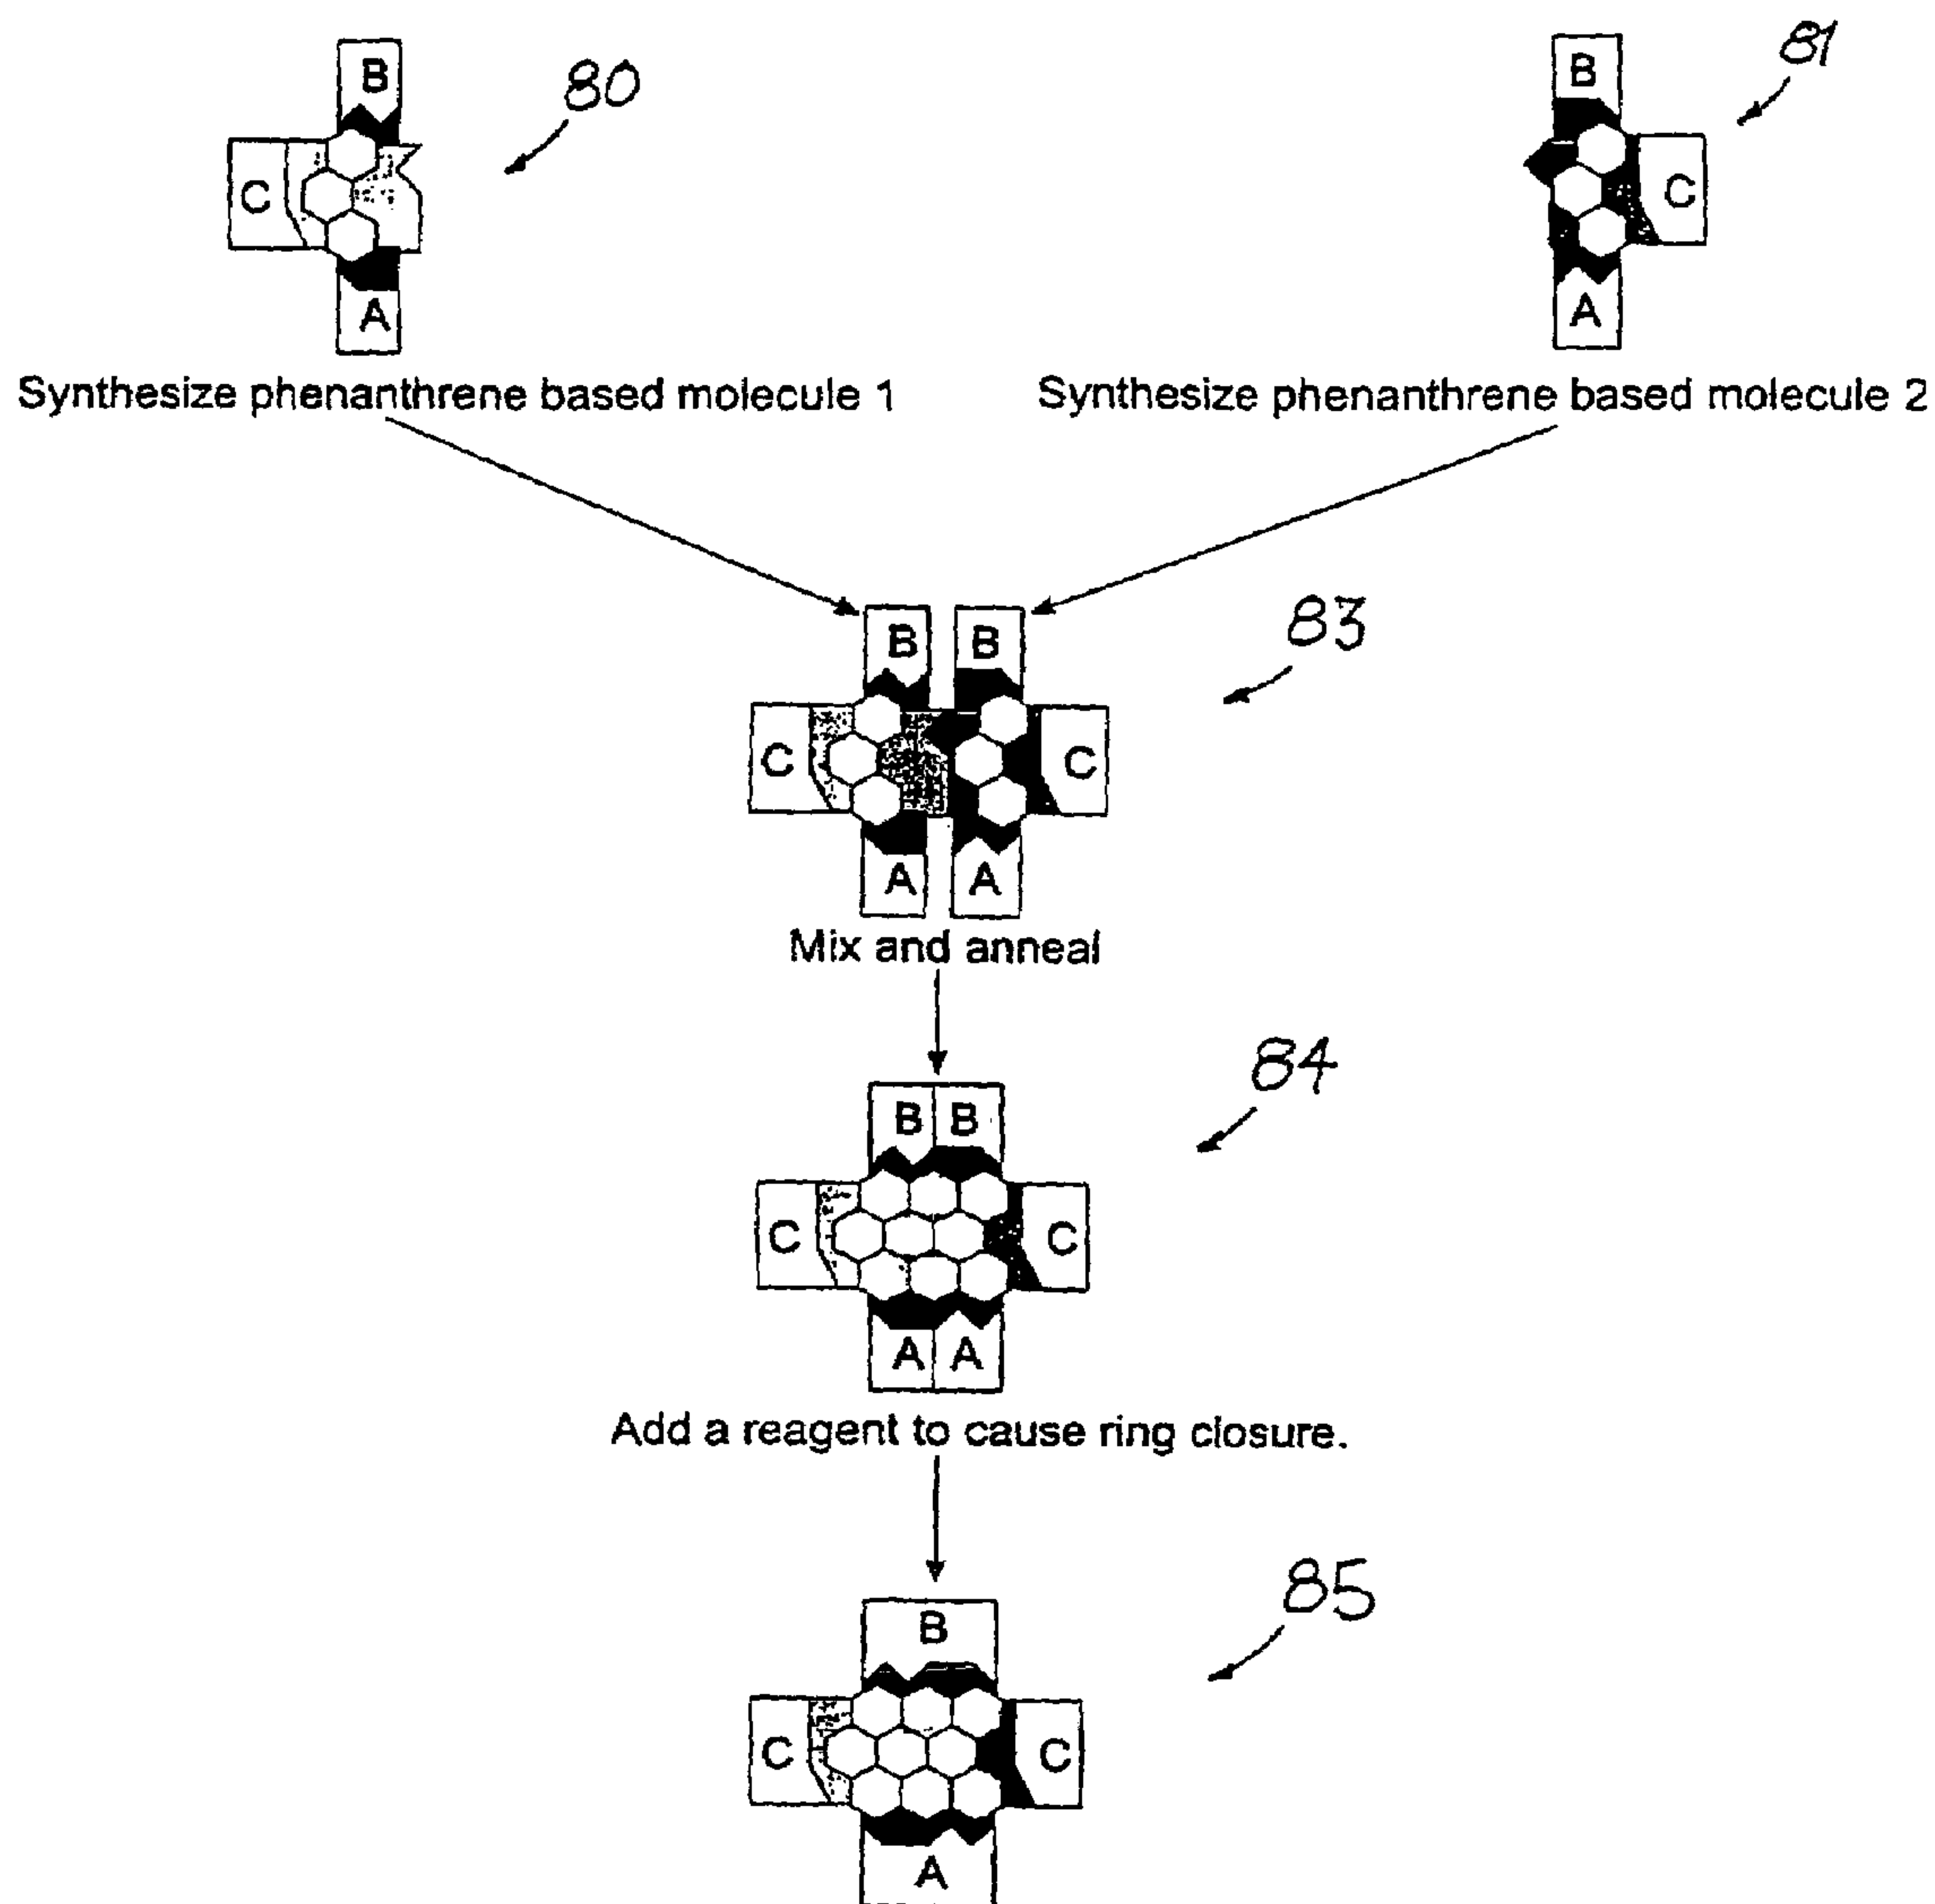 B
80
C
A
B
81
C
A
Synthesize phenanthrene based molecule 1
Synthesize phenanthrene based molecule 2
B B
83
C C
A A
Mix and anneal
B B
84
C C
A A
Add a reagent to cause ring closure.
B
85
C C
A